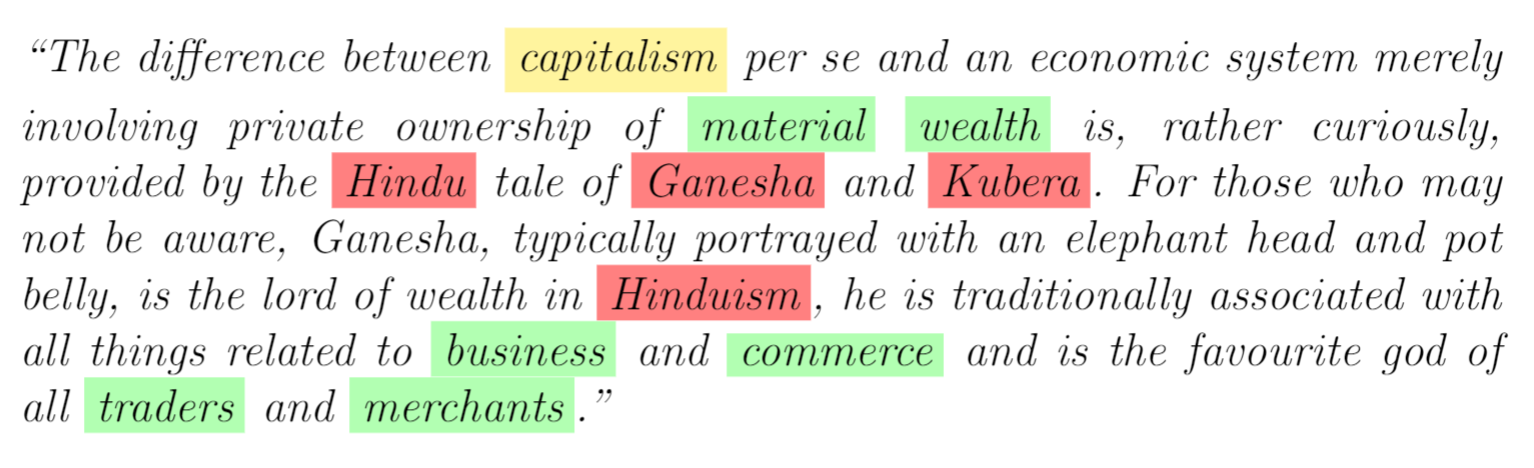 “The difference between capitalism per se and an economic system merely
involving private ownership of material wealth is, rather curiously,
provided by the Hindu tale of Ganesha and Kubera. For those who may
not be aware, Ganesha, typically portrayed with an elephant head and pot
belly, is the lord of wealth in Hinduism, he is traditionally associated with
all things related to business and commerce and is the favourite god of
all traders and merchants.”